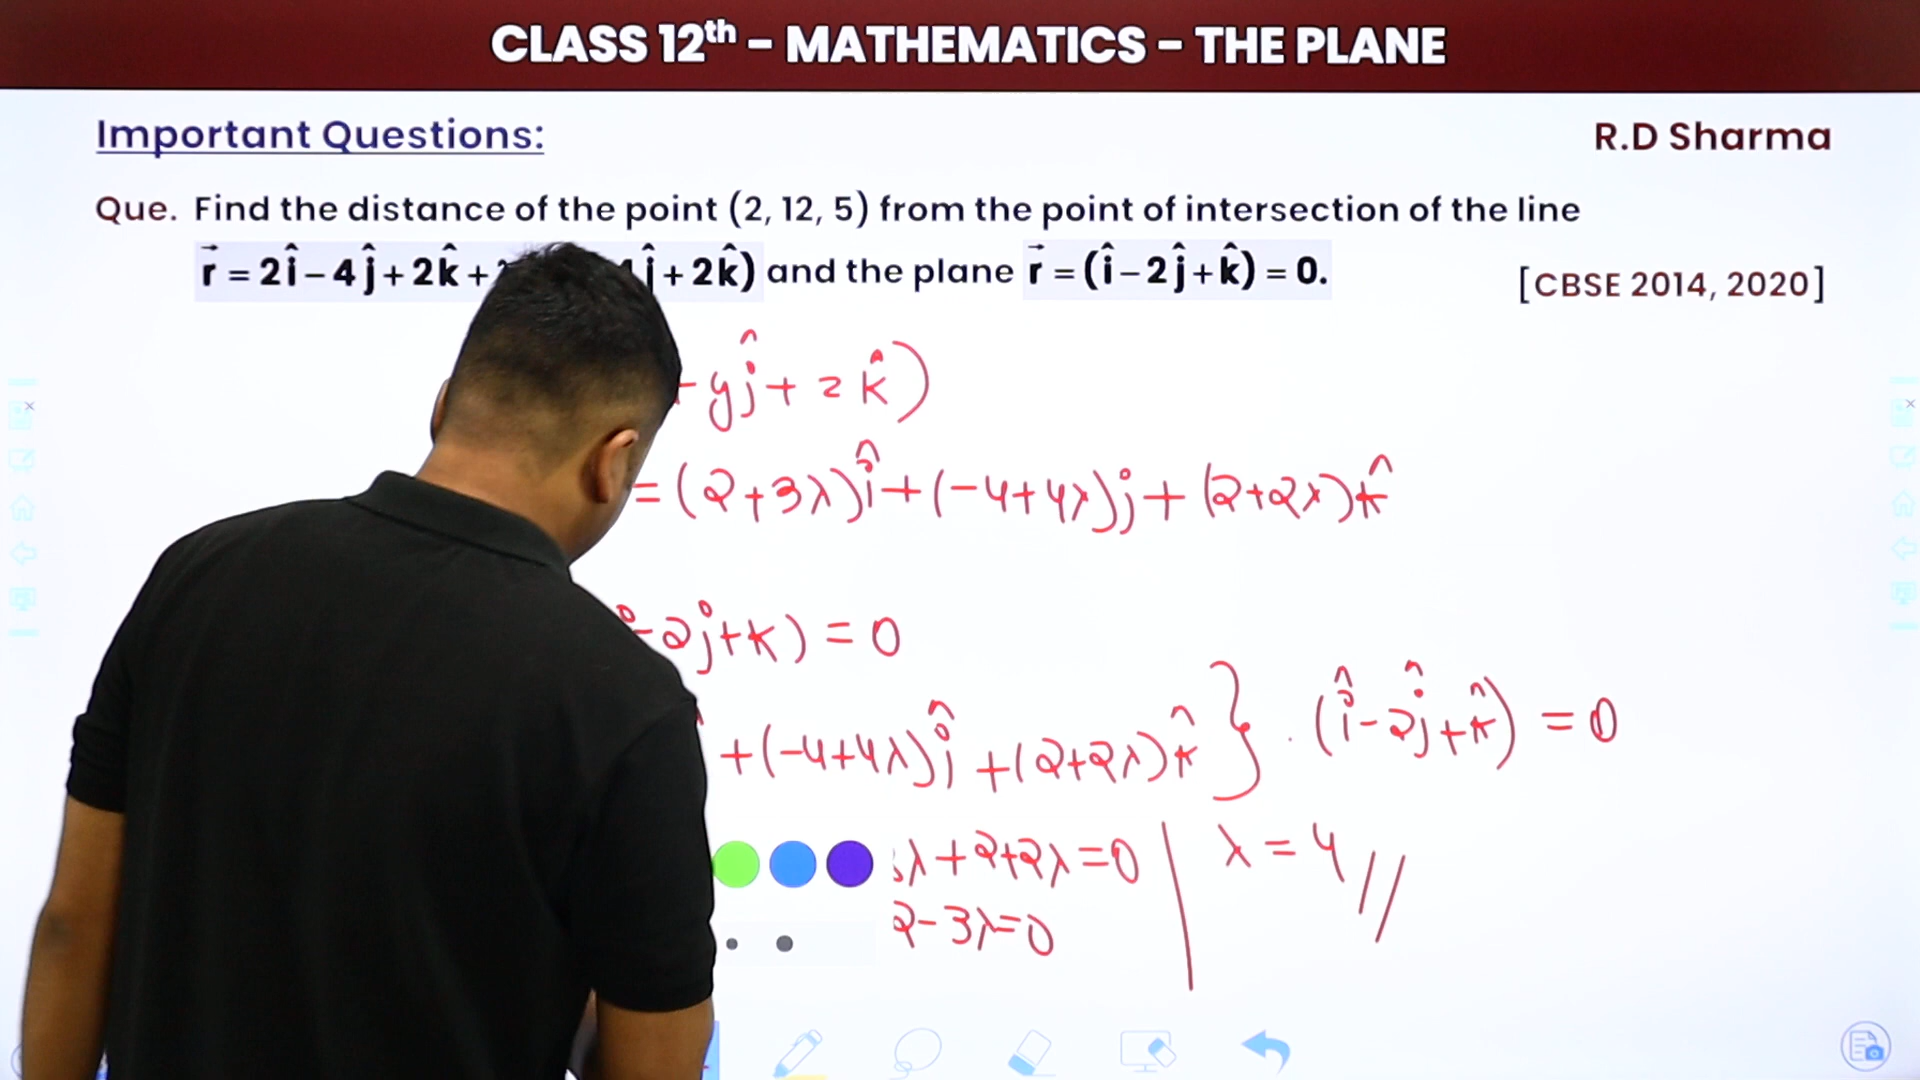 CLASS 12th – MATHEMATICS – THE PLANE
Important Questions:
R.D Sharma
Que. Find the distance of the point (2, 12, 5) from the point of intersection of the line
r⃗ = 2î – 4ĵ + 2k̂ + ĵ + 2k̂) and the plane r⃗ = (î – 2ĵ + k̂) = 0.
[CBSE 2014, 2020]
yĵ + zk̂)
= (2+3λ)î + (-4+4λ)j + (2+2λ)k̂
- 2j + k) = 0
+ (-4+4λ)î + (2+2λ)k̂ } . (î - 2ĵ + k̂) = 0
λ + 2 + 2λ = 0
2 - 3λ = 0
λ = 4 //